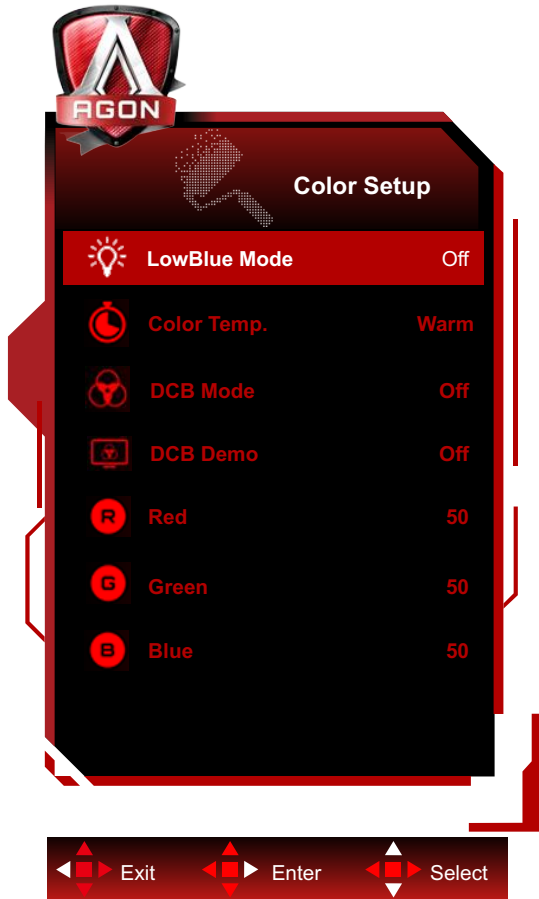 AGON
Color Setup
LowBlue Mode Off
Color Temp. Warm
DCB Mode Off
DCB Demo Off
R Red 50
G Green 50
B Blue 50
Exit Enter Select